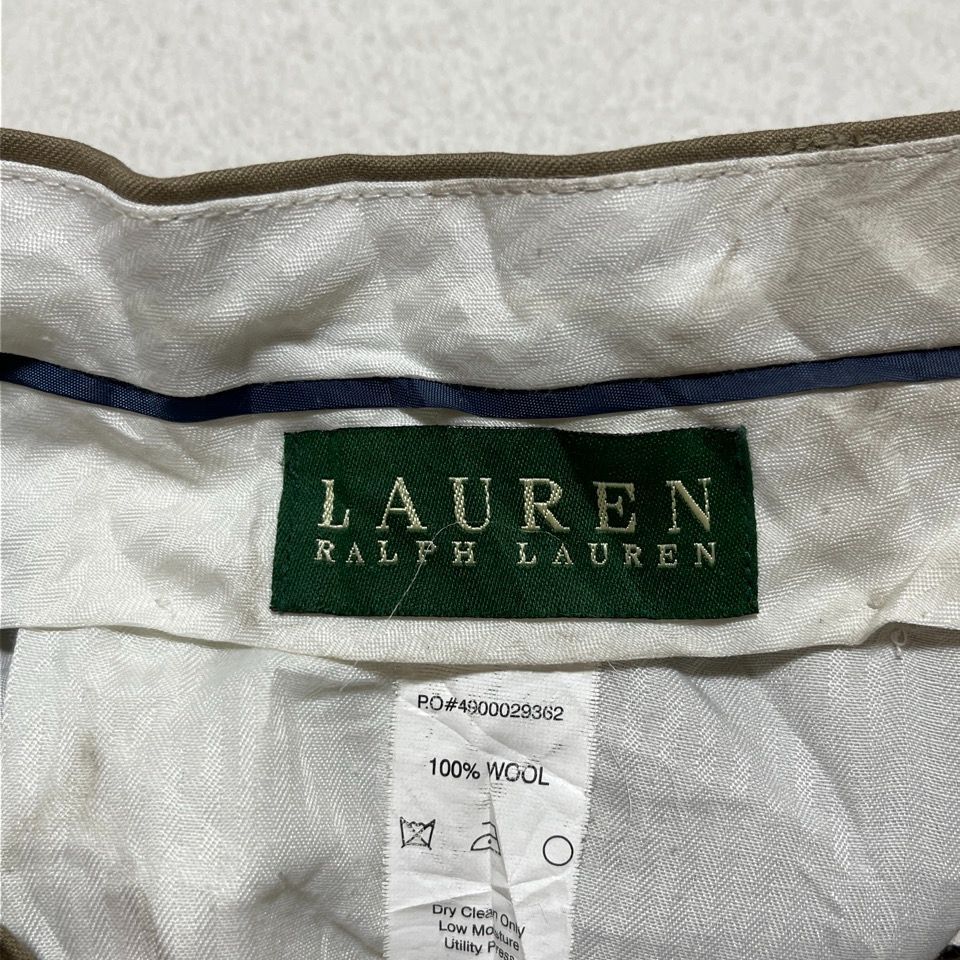 LAUREN
RALPH LAUREN
P.O#4900029362
100% WOOL
Dry Clean Only
Low Moisture
Utility Press